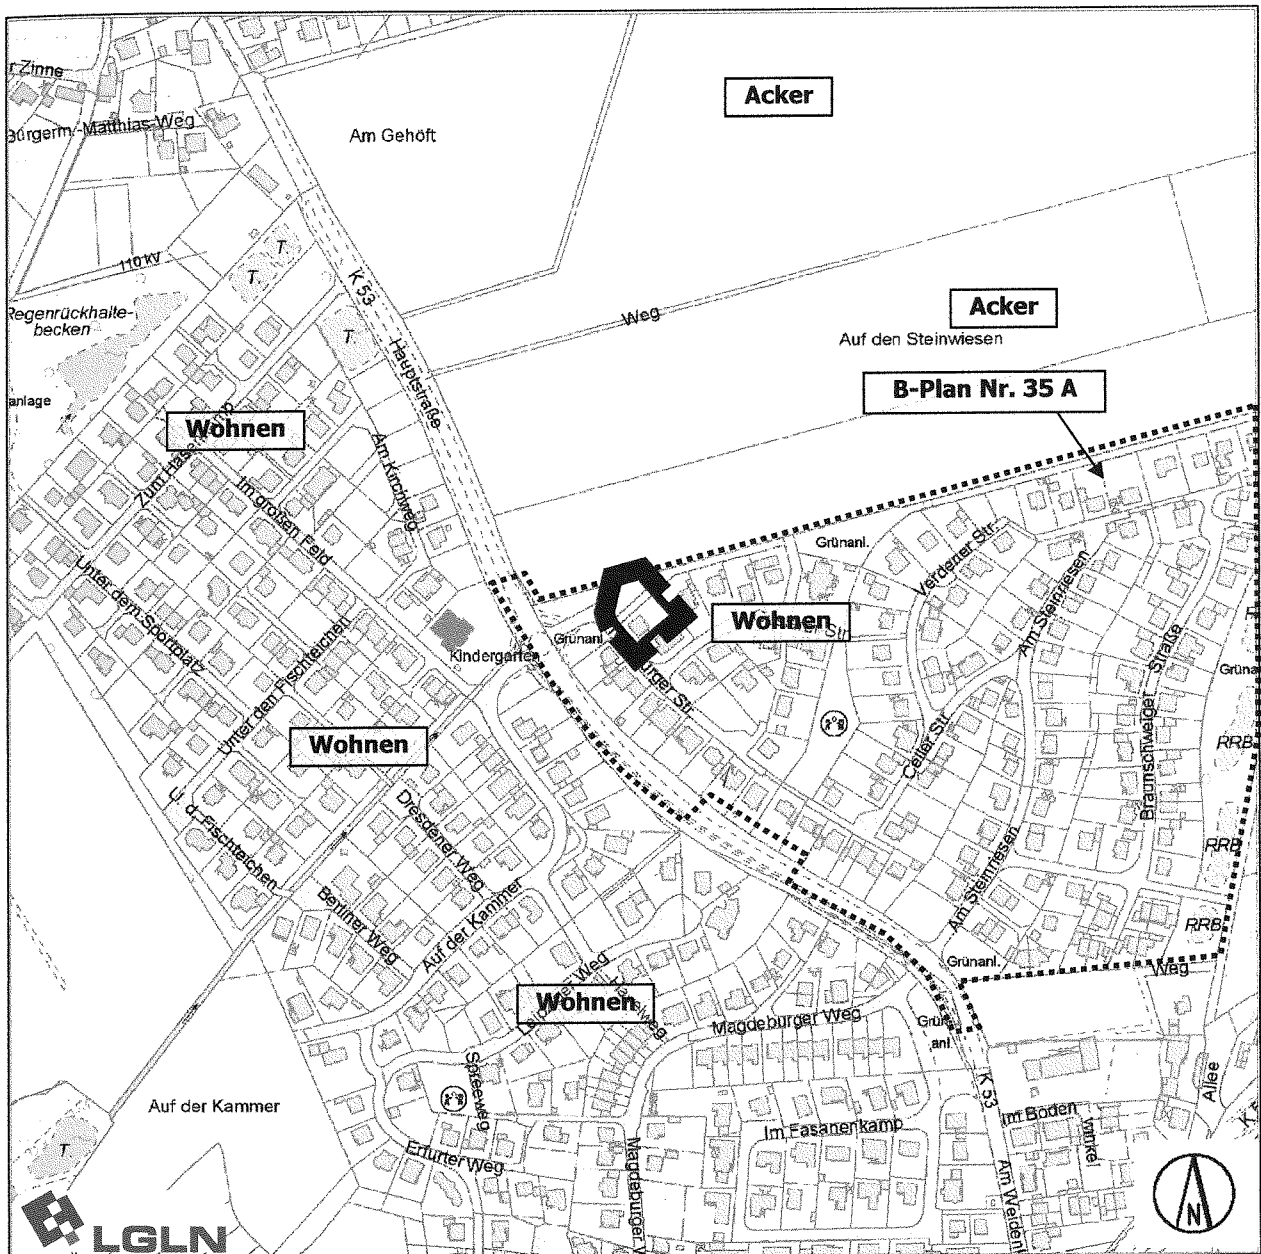 r Zinne
Bürgerm.-Matthias-Weg
Am Gehöft
Acker
T.
T.
110 kV
K 53
Regenrückhalte-
becken
T.
Weg
Acker
Auf den Steinwiesen
Hauptstraße
B-Plan Nr. 35 A
anlage
Wohnen
Am Kirchweg
Im großen Feld
Grünanl.
Verdener Str.
Unter dem Sportplatz
Am Steinriesen
Wohnen
Straße
Unter den Fischteichen
Kindergarten
Grünanl.
urger Str.
Grüna
Wohnen
Celler Str.
Braunschweiger
RRB
U. d. Fischteichen
Dresdener Weg
RRB
Am Steinriesen
Berliner Weg
Auf der Kammer
RRB
Grünanl.
Weg
Wohnen
Magdeburger Weg
Grün
anl
Spreeweg
K 53
Allee
Auf der Kammer
Im Boden
winkel
Im Fasanenkamp
T.
Erfurter Weg
Magdeburger
Am Weiden
N
LGLN